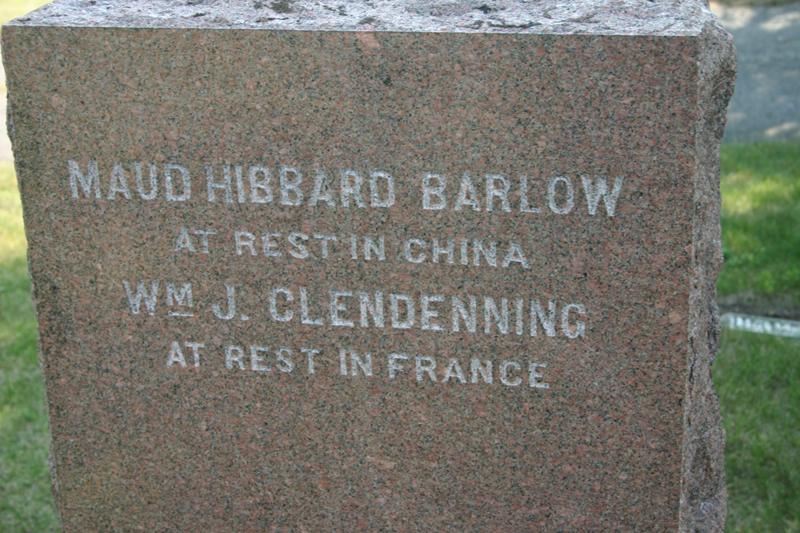 MAUD HIBBARD BARLOW
AT REST IN CHINA
WM J. CLENDENNING
AT REST IN FRANCE